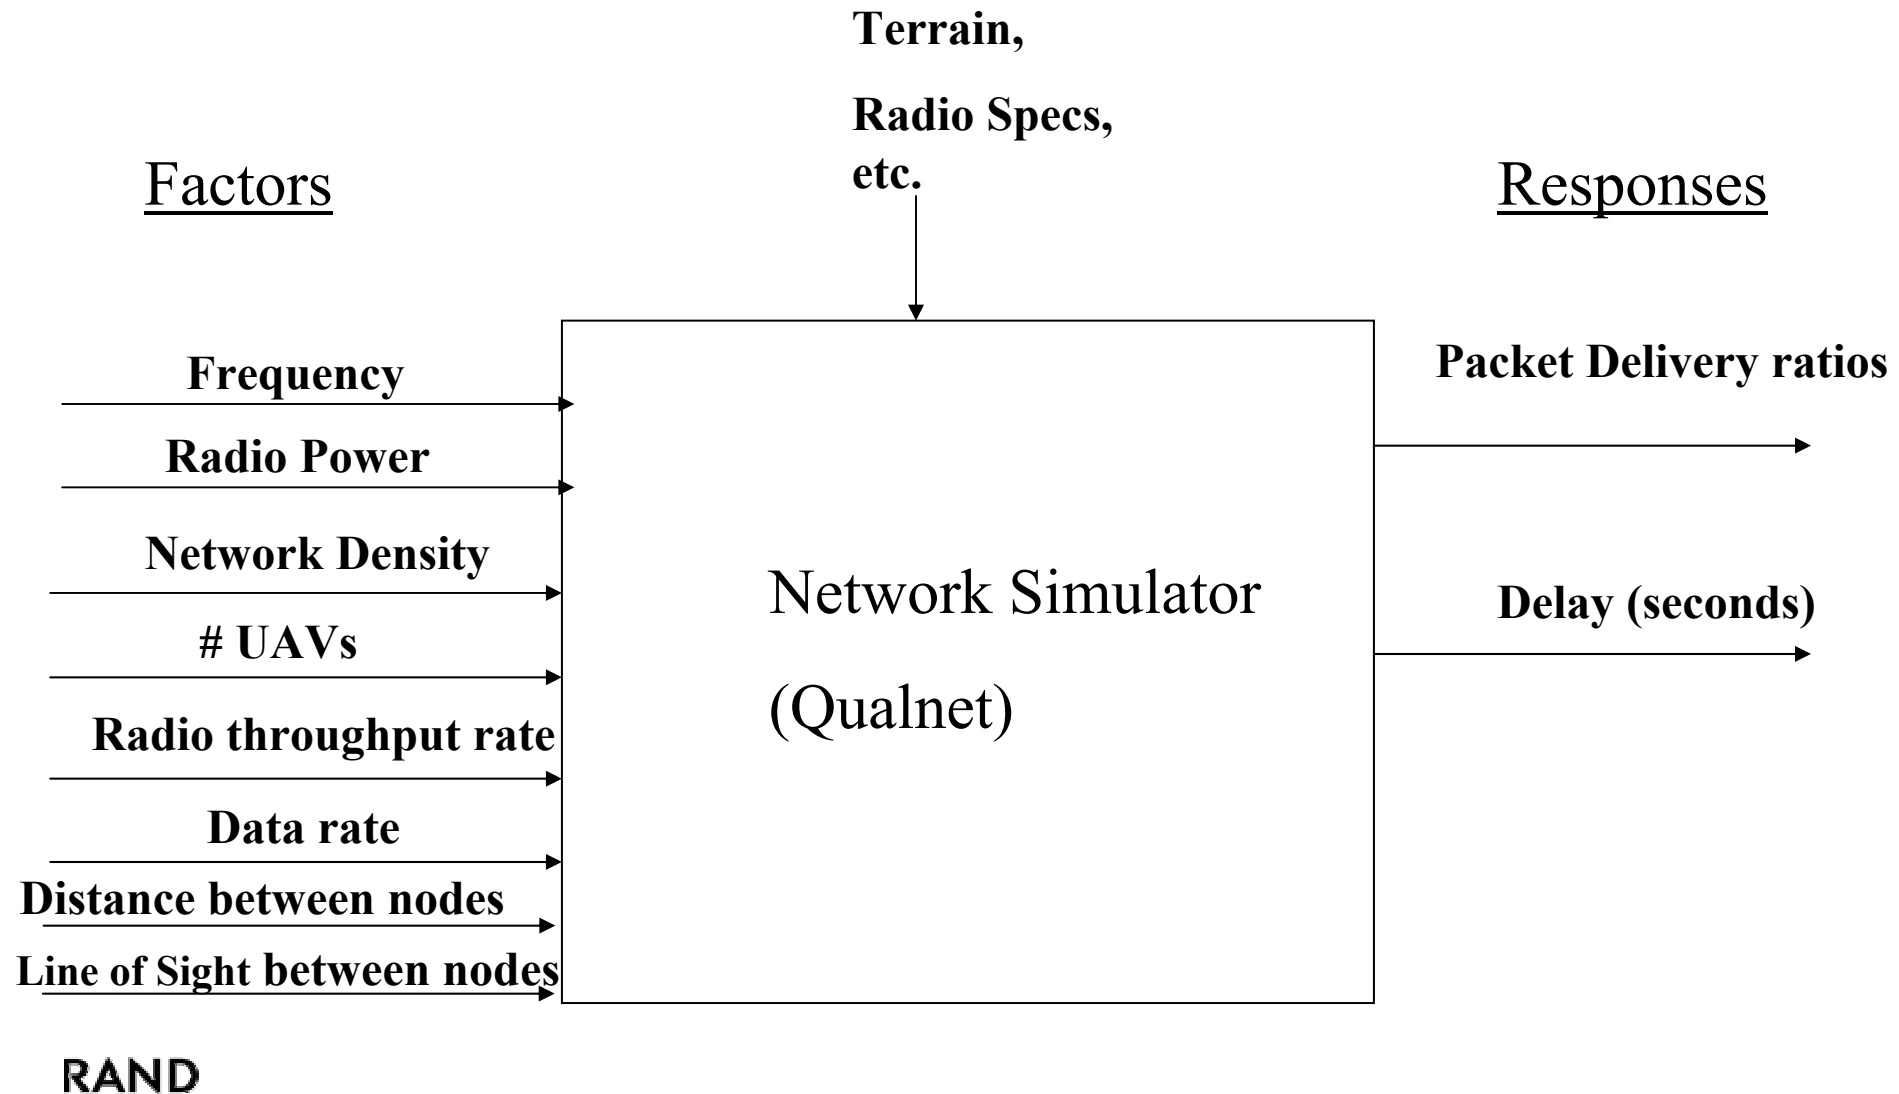 Terrain,
Radio Specs,
etc.
Factors
Responses
Frequency
Radio Power
Network Density
# UAVs
Radio throughput rate
Data rate
Distance between nodes
Line of Sight between nodes
Network Simulator
(Qualnet)
Packet Delivery ratios
Delay (seconds)
RAND